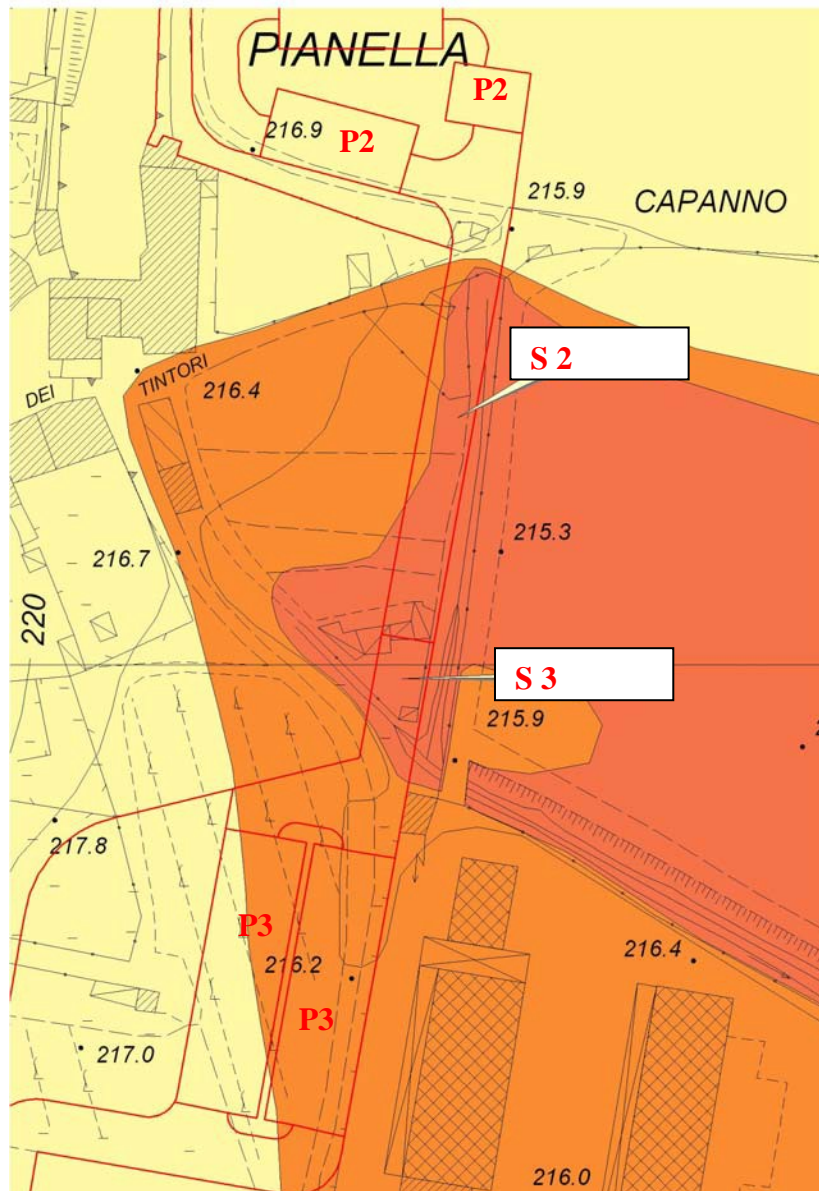 PIANELLA
P2
216.9
P2
215.9
CAPANNO
S 2
DEI TINTORI
216.4
215.3
216.7
220
S 3
215.9
217.8
P3
216.2
216.4
P3
217.0
216.0